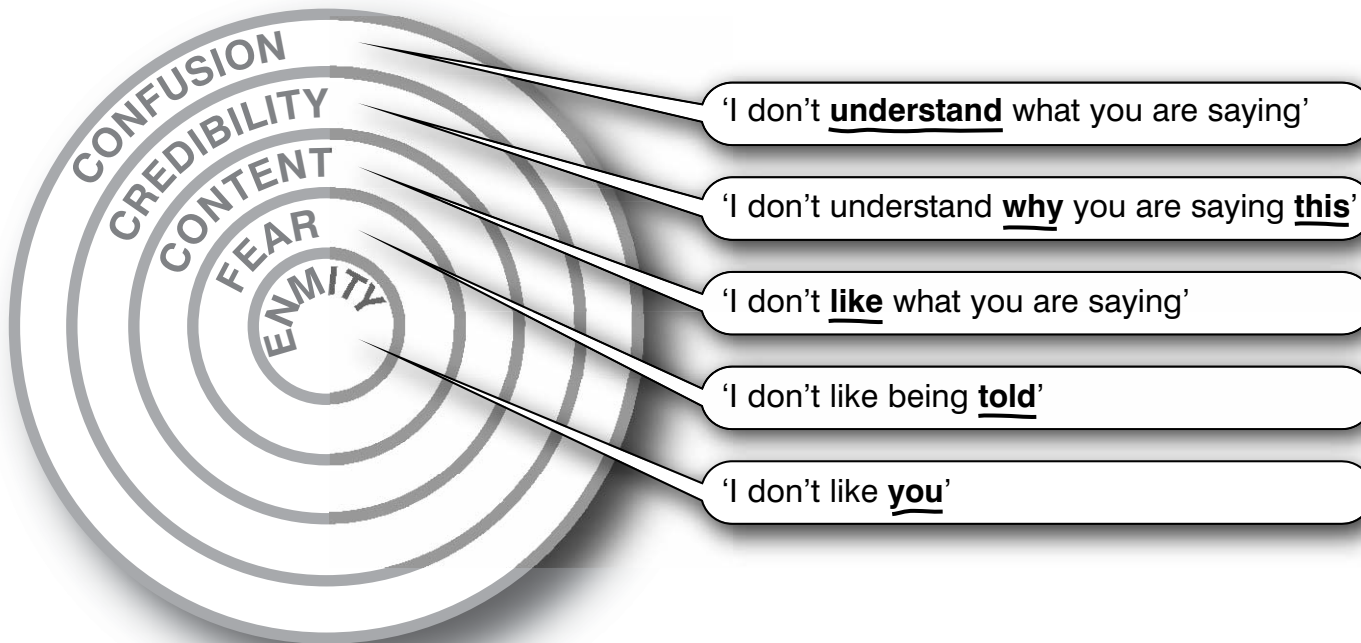 CONFUSION
CREDIBILITY
CONTENT
FEAR
ENMITY
‘I don’t understand what you are saying’
‘I don’t understand why you are saying this’
‘I don’t like what you are saying’
‘I don’t like being told’
‘I don’t like you’